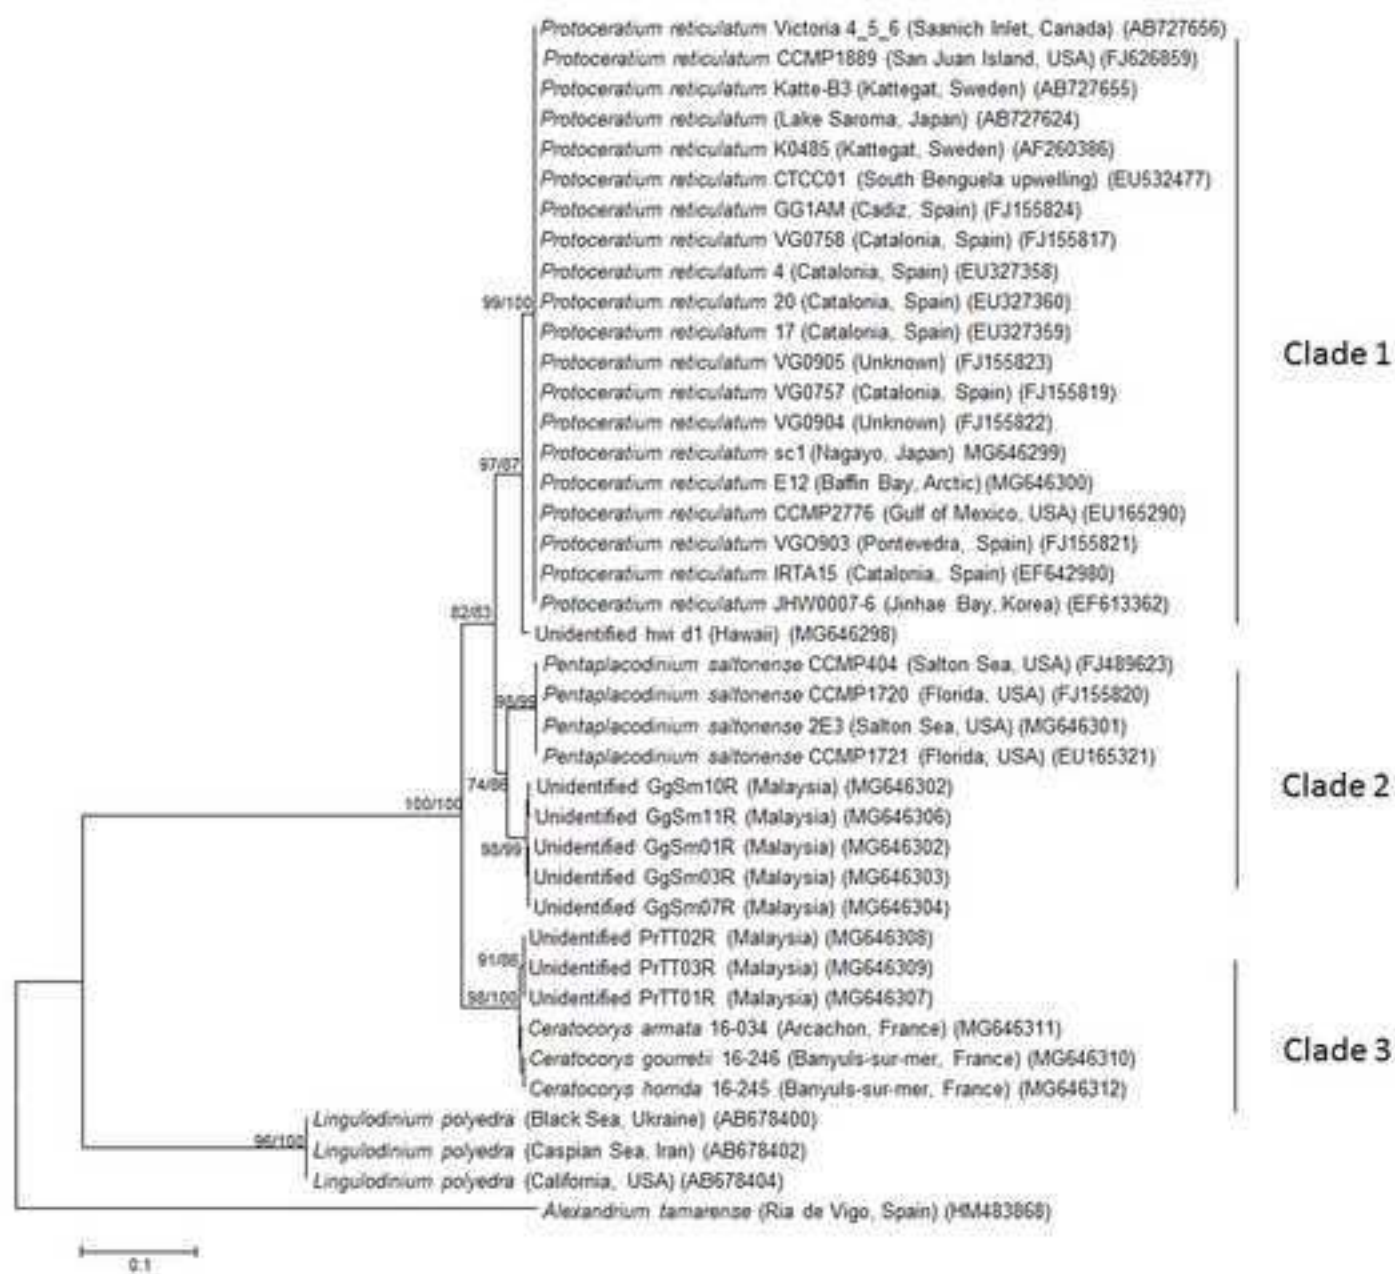 Protoceratium reticulatum Victoria 4_5_6 (Saanich Inlet, Canada) (AB727656)
Protoceratium reticulatum CCMP1889 (San Juan Island, USA) (FJ626859)
Protoceratium reticulatum Katte-B3 (Kattegat, Sweden) (AB727655)
Protoceratium reticulatum (Lake Saroma, Japan) (AB727624)
Protoceratium reticulatum K0485 (Kattegat, Sweden) (AF260386)
Protoceratium reticulatum CTCC01 (South Benguela upwelling) (EU532477)
Protoceratium reticulatum GG1AM (Cadiz, Spain) (FJ155824)
Protoceratium reticulatum VG0758 (Catalonia, Spain) (FJ155817)
Protoceratium reticulatum 4 (Catalonia, Spain) (EU327358)
99/100
Protoceratium reticulatum 20 (Catalonia, Spain) (EU327360)
Protoceratium reticulatum 17 (Catalonia, Spain) (EU327359)
Clade 1
Protoceratium reticulatum VG0905 (Unknown) (FJ155823)
Protoceratium reticulatum VG0757 (Catalonia, Spain) (FJ155819)
Protoceratium reticulatum VG0904 (Unknown) (FJ155822)
Protoceratium reticulatum sc1 (Nagayo, Japan) MG646299)
97/87
Protoceratium reticulatum E12 (Baffin Bay, Arctic) (MG646300)
Protoceratium reticulatum CCMP2776 (Gulf of Mexico, USA) (EU165290)
Protoceratium reticulatum VGO903 (Pontevedra, Spain) (FJ155821)
Protoceratium reticulatum IRTA15 (Catalonia, Spain) (EF642980)
Protoceratium reticulatum JHW0007-6 (Jinhae Bay, Korea) (EF613362)
82/83
Unidentified hwi d1 (Hawaii) (MG646298)
Pentaplacodinium saltonense CCMP404 (Salton Sea, USA) (FJ489623)
Pentaplacodinium saltonense CCMP1720 (Florida, USA) (FJ155820)
98/99
Pentaplacodinium saltonense 2E3 (Salton Sea, USA) (MG646301)
Pentaplacodinium saltonense CCMP1721 (Florida, USA) (EU165321)
74/86
Unidentified GgSm10R (Malaysia) (MG646302)
Clade 2
100/100
Unidentified GgSm11R (Malaysia) (MG646306)
98/99
Unidentified GgSm01R (Malaysia) (MG646302)
Unidentified GgSm03R (Malaysia) (MG646303)
Unidentified GgSm07R (Malaysia) (MG646304)
Unidentified PrTT02R (Malaysia) (MG646308)
91/86
Unidentified PrTT03R (Malaysia) (MG646309)
98/100
Unidentified PrTT01R (Malaysia) (MG646307)
Ceratocorys armata 16-034 (Arcachon, France) (MG646311)
Clade 3
Ceratocorys gourretii 16-246 (Banyuls-sur-mer, France) (MG646310)
Ceratocorys horrida 16-245 (Banyuls-sur-mer, France) (MG646312)
Lingulodinium polyedra (Black Sea, Ukraine) (AB678400)
96/100
Lingulodinium polyedra (Caspian Sea, Iran) (AB678402)
Lingulodinium polyedra (California, USA) (AB678404)
Alexandrium tamarense (Ria de Vigo, Spain) (HM483868)
0.1